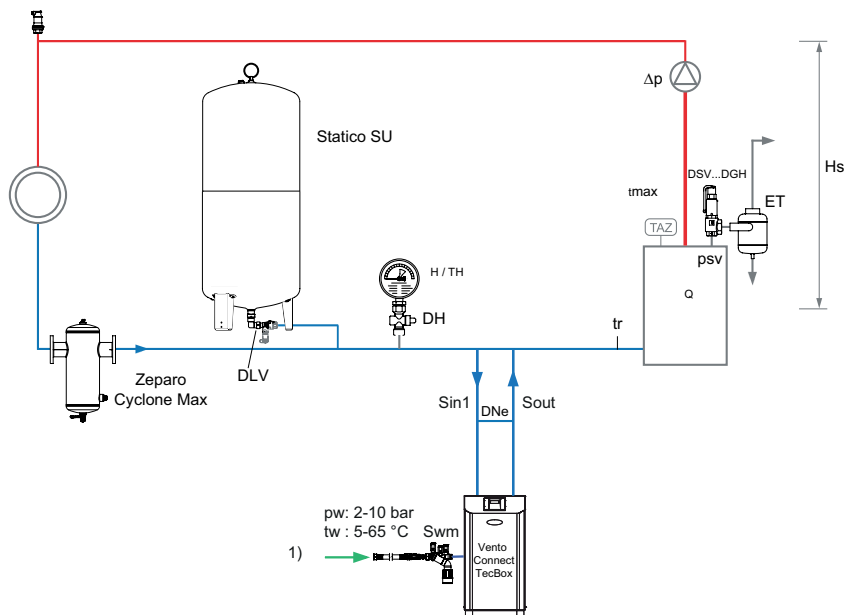 Δp
Statico SU
Hs
DSV...DGH
tmax
ET
TAZ
psv
H / TH
Q
DH
tr
DLV
Zeparo
Cyclone Max
Sin1
DNe
Sout
pw: 2-10 bar
tw : 5-65 °C
Swm
1)
Vento
Connect
TecBox